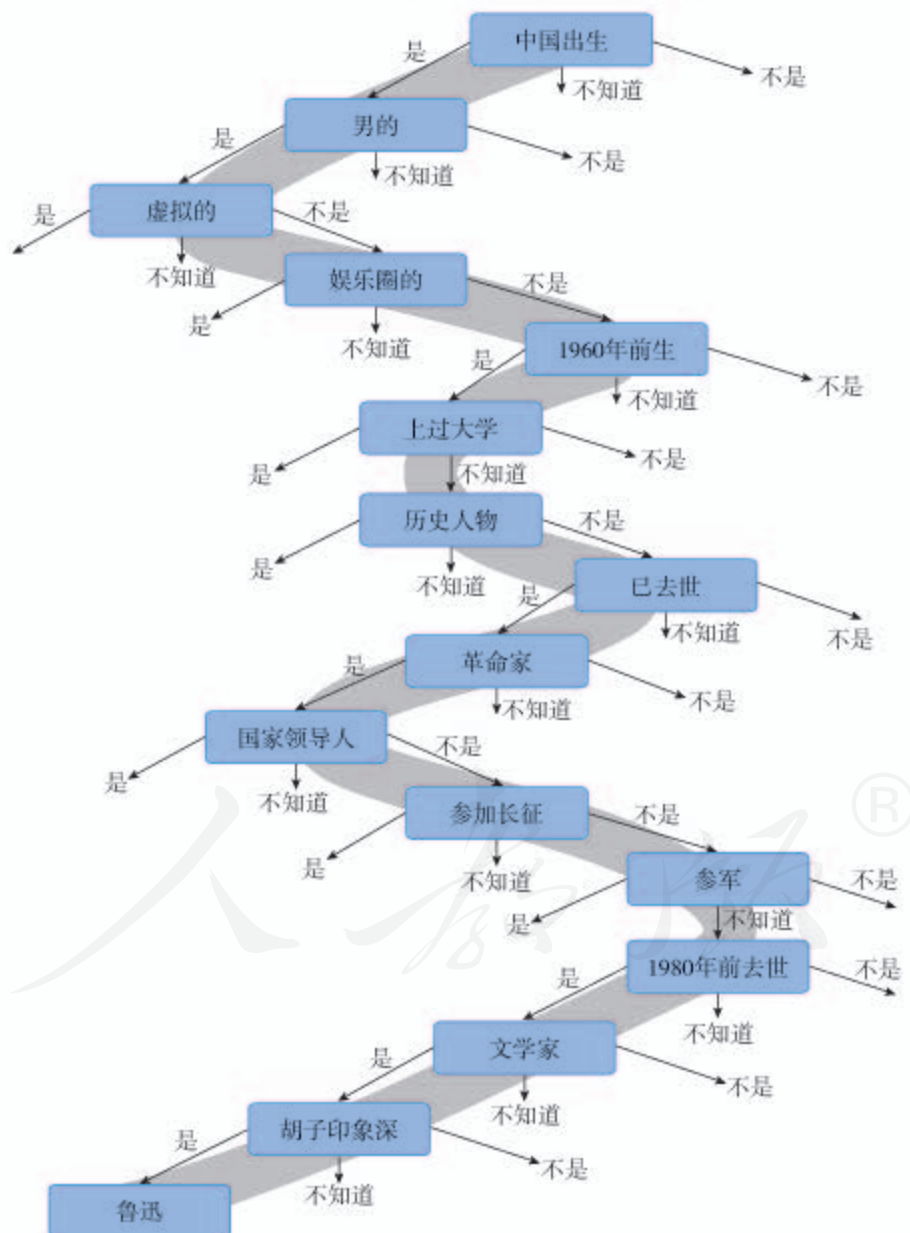 中国出生
是
不知道
不是
男的
是
不知道
不是
虚拟的
是
不知道
不是
娱乐圈的
是
不知道
不是
1960年前生
是
不知道
不是
上过大学
是
不知道
不是
历史人物
是
不知道
不是
已去世
是
不知道
不是
革命家
是
不知道
不是
国家领导人
是
不知道
不是
参加长征
是
不知道
不是
参军
是
不知道
不是
1980年前去世
是
不知道
不是
文学家
是
不知道
不是
胡子印象深
是
不知道
不是
鲁迅
人教版®